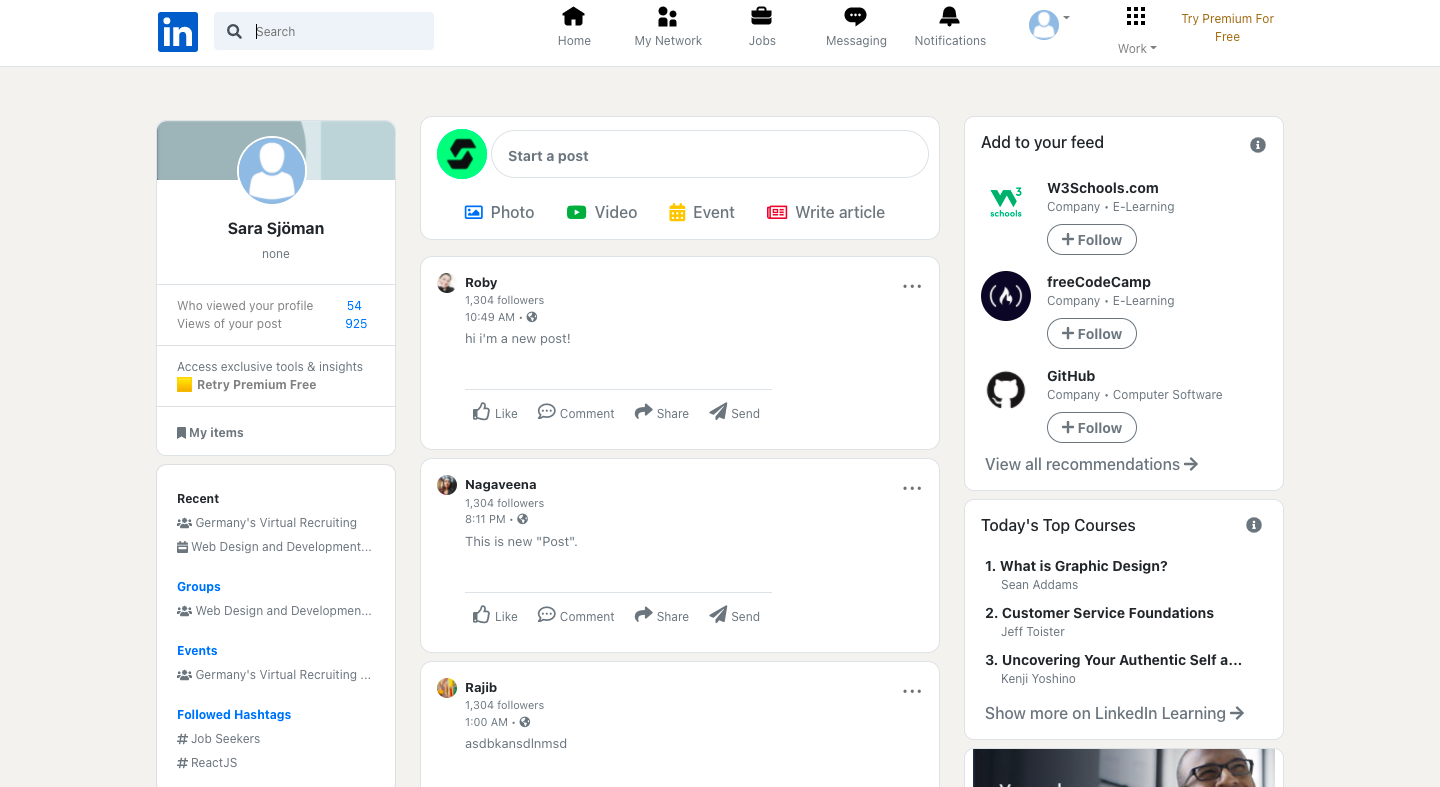 in
Search
Home
My Network
Jobs
Messaging
Notifications
Work
Try Premium For
Free
Sara Sjöman
none
Who viewed your profile 54
Views of your post 925
Access exclusive tools & insights
Retry Premium Free
My items
Recent
Germany's Virtual Recruiting
Web Design and Development...
Groups
Web Design and Developmen...
Events
Germany's Virtual Recruiting ...
Followed Hashtags
# Job Seekers
# ReactJS
Start a post
Photo
Video
Event
Write article
Roby
1,304 followers
10:49 AM •
hi i'm a new post!
Like
Comment
Share
Send
Nagaveena
1,304 followers
8:11 PM •
This is new "Post".
Like
Comment
Share
Send
Rajib
1,304 followers
1:00 AM •
asdbkansdlnmsd
Add to your feed
W3Schools.com
Company • E-Learning
+ Follow
freeCodeCamp
Company • E-Learning
+ Follow
GitHub
Company • Computer Software
+ Follow
View all recommendations →
Today's Top Courses
1. What is Graphic Design?
Sean Addams
2. Customer Service Foundations
Jeff Toister
3. Uncovering Your Authentic Self a...
Kenji Yoshino
Show more on LinkedIn Learning →